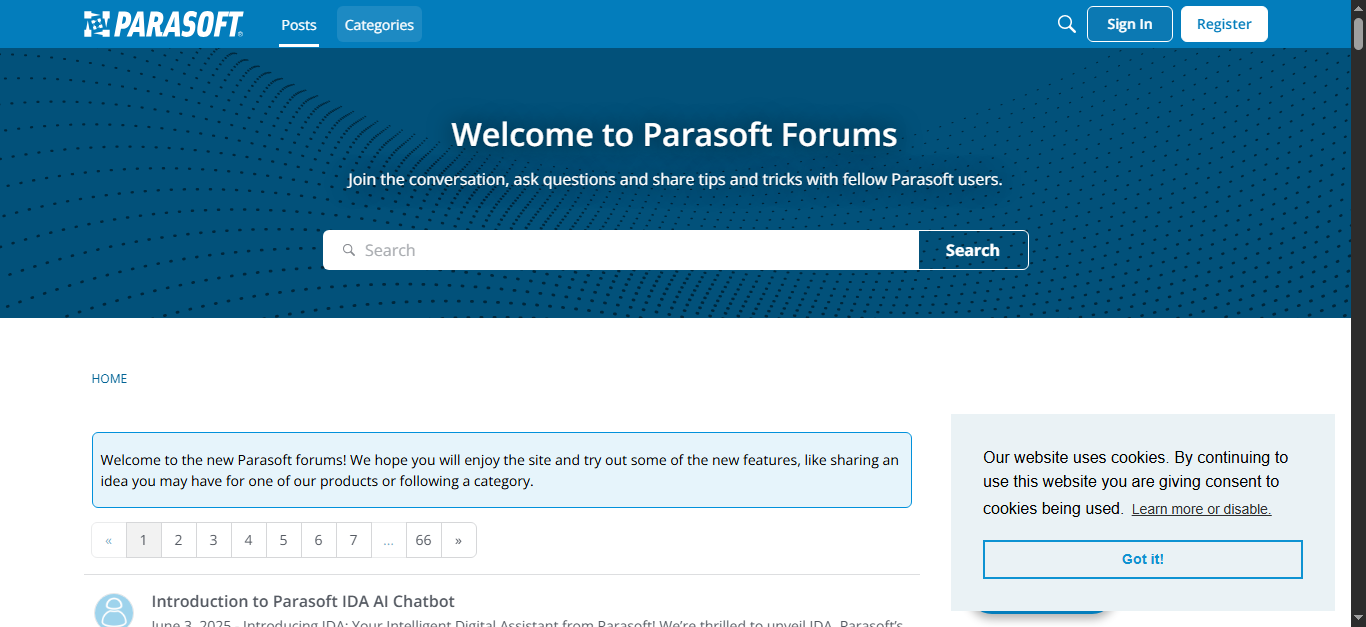 PARASOFT
Posts
Categories
Sign In
Register
Welcome to Parasoft Forums
Join the conversation, ask questions and share tips and tricks with fellow Parasoft users.
Search
Search
HOME
Welcome to the new Parasoft forums! We hope you will enjoy the site and try out some of the new features, like sharing an
idea you may have for one of our products or following a category.
« 1 2 3 4 5 6 7 … 66 »
Our website uses cookies. By continuing to
use this website you are giving consent to
cookies being used. Learn more or disable.
Got it!
Introduction to Parasoft IDA AI Chatbot
June 3, 2025 - Introducing IDA: Your Intelligent Digital Assistant from Parasoft! We're thrilled to unveil IDA, Parasoft's